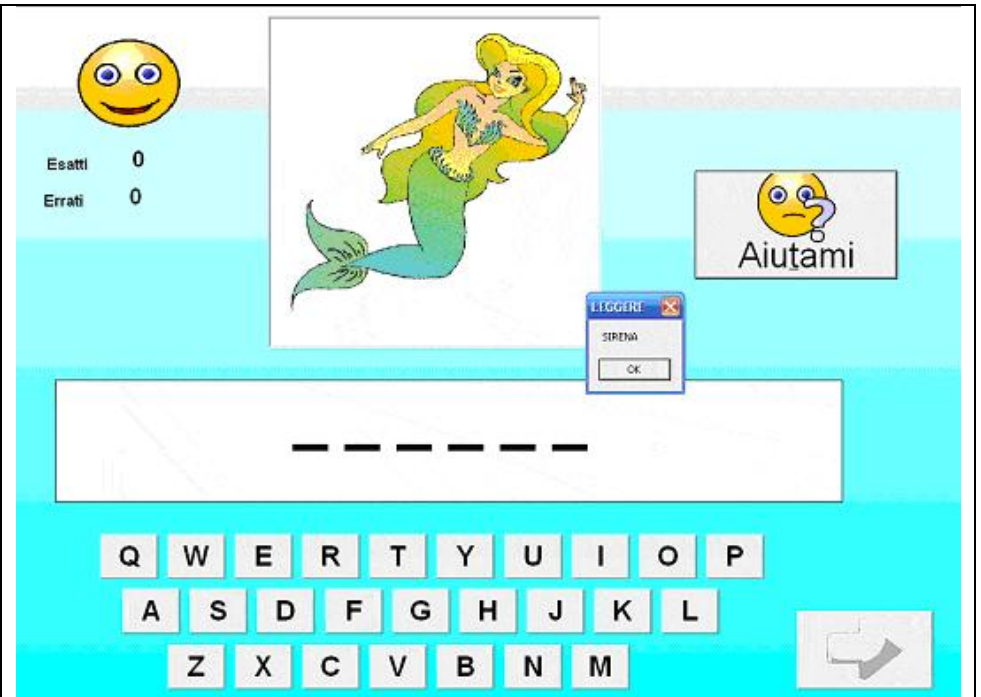 Esatti 0
Errati 0
Aiutami
LEGGERE
SIRENA
OK
_ _ _ _ _ _
Q W E R T Y U I O P
A S D F G H J K L
Z X C V B N M